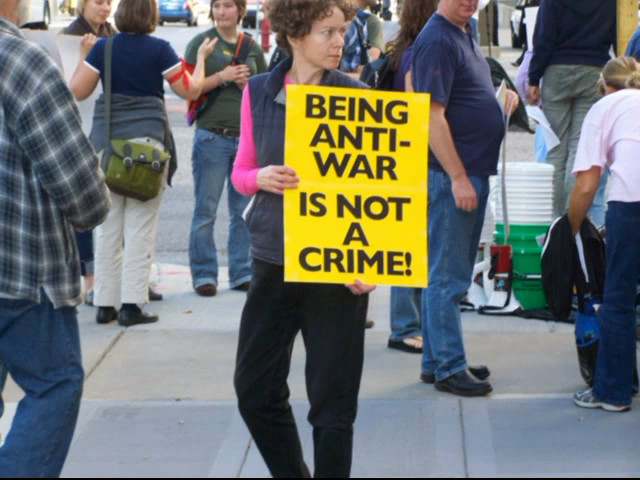 BEING
ANTI-
WAR
IS NOT
A
CRIME!